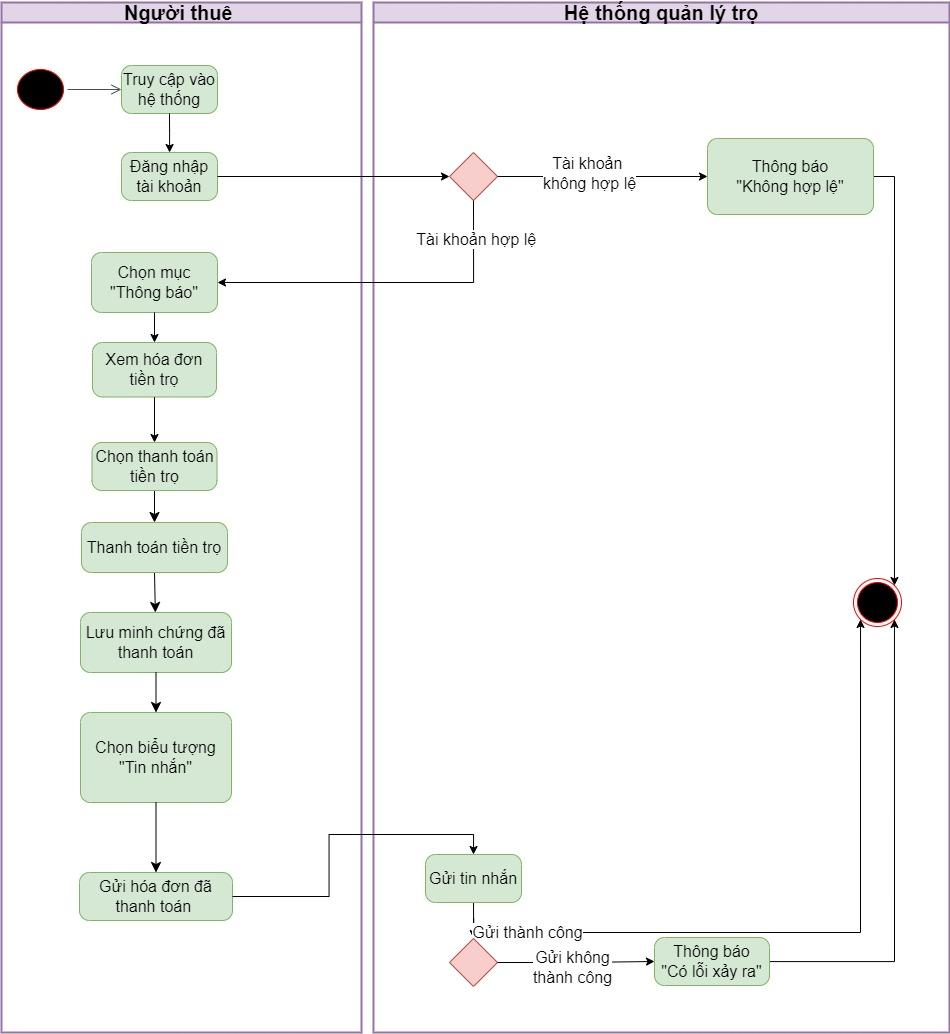 Người thuê
Hệ thống quản lý trọ
Truy cập vào
hệ thống
Đăng nhập
tài khoản
Tài khoản
không hợp lệ
Thông báo
"Không hợp lệ"
Tài khoản hợp lệ
Chọn mục
"Thông báo"
Xem hóa đơn
tiền trọ
Chọn thanh toán
tiền trọ
Thanh toán tiền trọ
Lưu minh chứng đã
thanh toán
Chọn biểu tượng
"Tin nhắn"
Gửi hóa đơn đã
thanh toán
Gửi tin nhắn
Gửi thành công
Gửi không
thành công
Thông báo
"Có lỗi xảy ra"